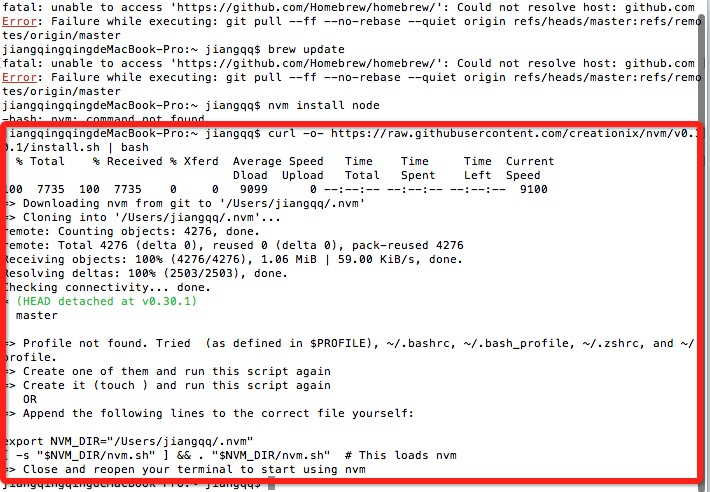 fatal: unable to access 'https://github.com/Homebrew/homebrew/': Could not resolve host: github.com
Error: Failure while executing: git pull --ff --no-rebase --quiet origin refs/heads/master:refs/remo
tes/origin/master
jiangqingqingdeMacBook-Pro:~ jiangqq$ brew update
fatal: unable to access 'https://github.com/Homebrew/homebrew/': Could not resolve host: github.com
Error: Failure while executing: git pull --ff --no-rebase --quiet origin refs/heads/master:refs/remo
tes/origin/master
jiangqingqingdeMacBook-Pro:~ jiangqq$ nvm install node
-bash: nvm: command not found
jiangqingqingdeMacBook-Pro:~ jiangqq$ curl -o- https://raw.githubusercontent.com/creationix/nvm/v0.3
0.1/install.sh | bash
% Total % Received % Xferd Average Speed Time Time Time Current
Dload Upload Total Spent Left Speed
100 7735 100 7735 0 0 9099 0 --:--:-- --:--:-- --:--:-- 9100
=> Downloading nvm from git to '/Users/jiangqq/.nvm'
=> Cloning into '/Users/jiangqq/.nvm'...
remote: Counting objects: 4276, done.
remote: Total 4276 (delta 0), reused 0 (delta 0), pack-reused 4276
Receiving objects: 100% (4276/4276), 1.06 MiB | 59.00 KiB/s, done.
Resolving deltas: 100% (2503/2503), done.
Checking connectivity... done.
* (HEAD detached at v0.30.1)
master
=> Profile not found. Tried (as defined in $PROFILE), ~/.bashrc, ~/.bash_profile, ~/.zshrc, and ~/
.profile.
=> Create one of them and run this script again
=> Create it (touch ) and run this script again
OR
=> Append the following lines to the correct file yourself:
export NVM_DIR="/Users/jiangqq/.nvm"
[ -s "$NVM_DIR/nvm.sh" ] && . "$NVM_DIR/nvm.sh" # This loads nvm
=> Close and reopen your terminal to start using nvm
jiangqingqingdeMacBook-Pro:~ jiangqq$